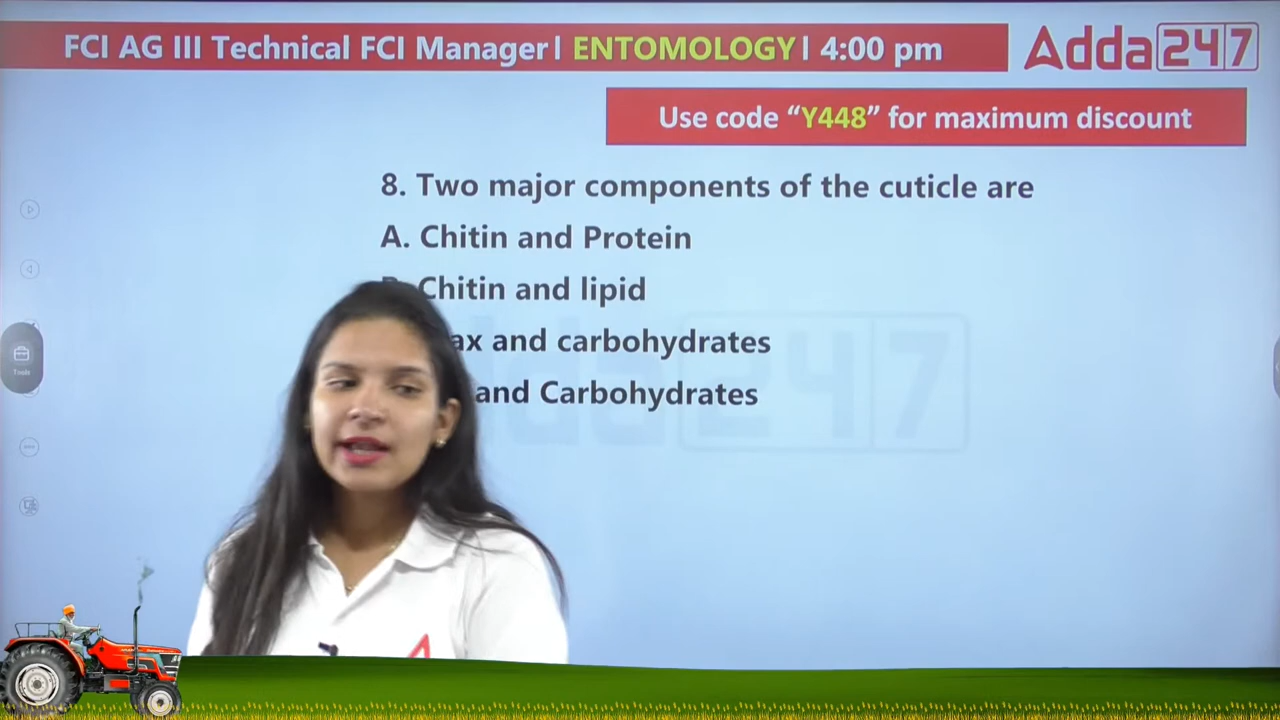 FCI AG III Technical FCI Manager| ENTOMOLOGY| 4:00 pm
Adda247
Use code “Y448” for maximum discount
8. Two major components of the cuticle are
A. Chitin and Protein
Chitin and lipid
and carbohydrates
and Carbohydrates
Tools